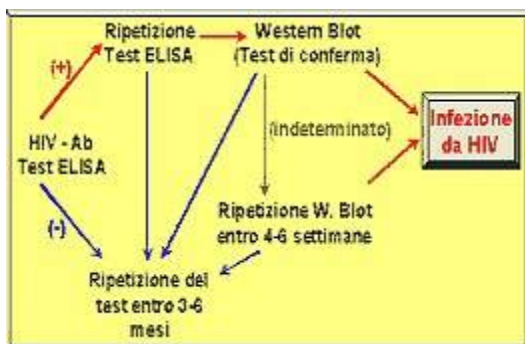 Ripetizione
Test ELISA
Western Blot
(Test di conferma)
(+)
HIV - Ab
Test ELISA
(indeterminato)
Infezione
da HIV
(-)
Ripetizione W. Blot
entro 4-6 settimane
Ripetizione del
test entro 3-6
mesi